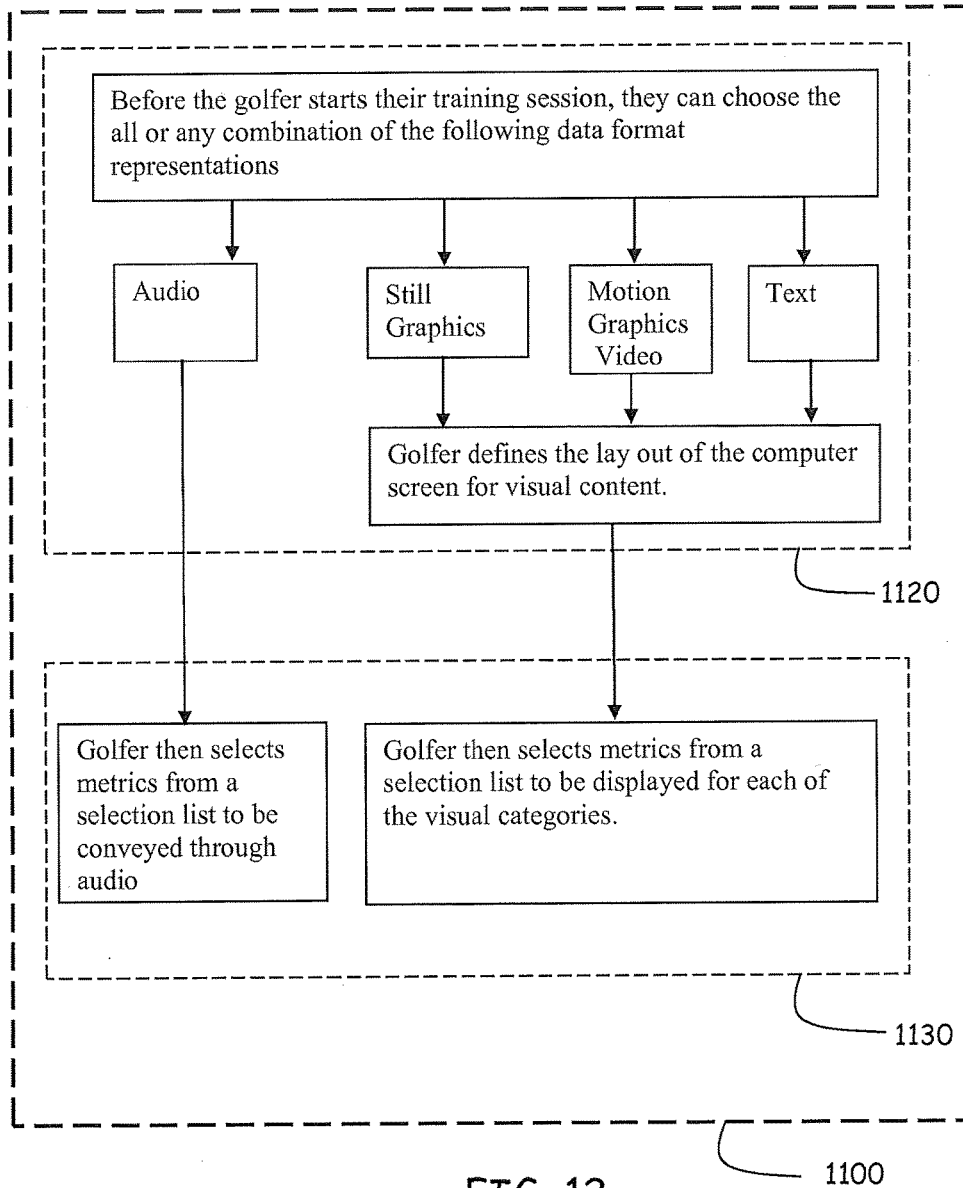 Before the golfer starts their training session, they can choose the
all or any combination of the following data format
representations
Audio
Still
Graphics
Motion
Graphics
Video
Text
Golfer defines the lay out of the computer
screen for visual content.
1120
Golfer then selects
metrics from a
selection list to be
conveyed through
audio
Golfer then selects metrics from a
selection list to be displayed for each of
the visual categories.
1130
1100